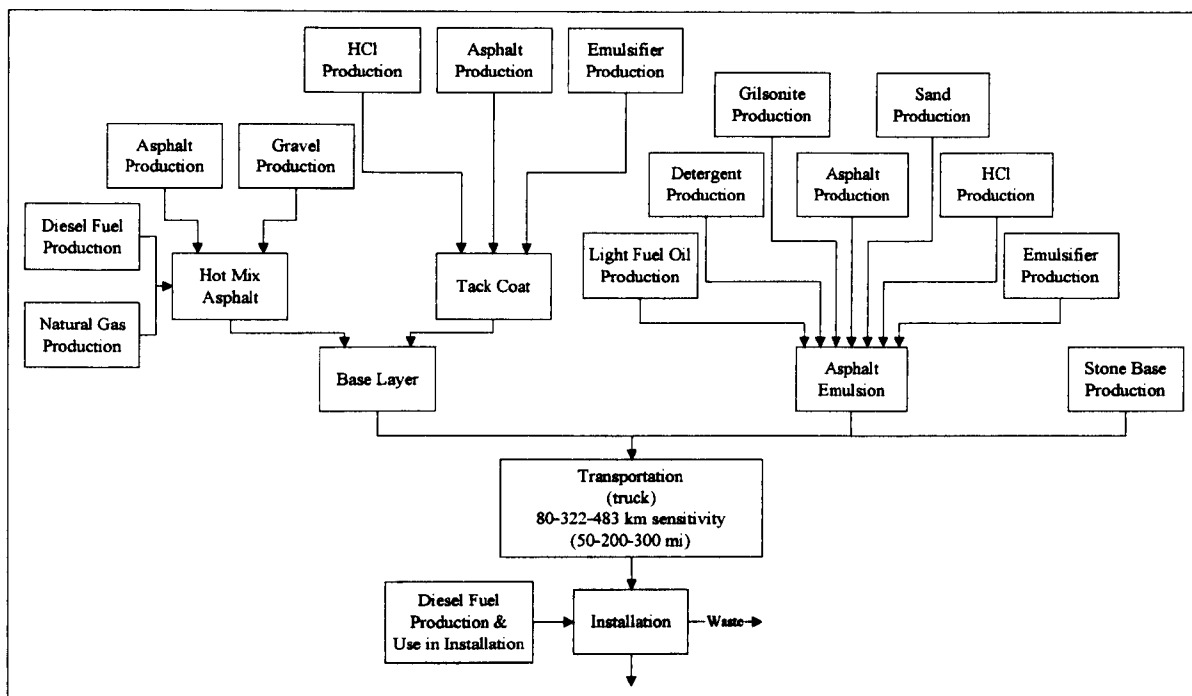 HCl
Production
Asphalt
Production
Emulsifier
Production
Gilsonite
Production
Sand
Production
Asphalt
Production
Gravel
Production
Detergent
Production
Asphalt
Production
HCl
Production
Diesel Fuel
Production
Hot Mix
Asphalt
Tack Coat
Light Fuel Oil
Production
Emulsifier
Production
Natural Gas
Production
Base Layer
Asphalt
Emulsion
Stone Base
Production
Transportation
(truck)
80-322-483 km sensitivity
(50-200-300 mi)
Diesel Fuel
Production &
Use in Installation
Installation
Waste